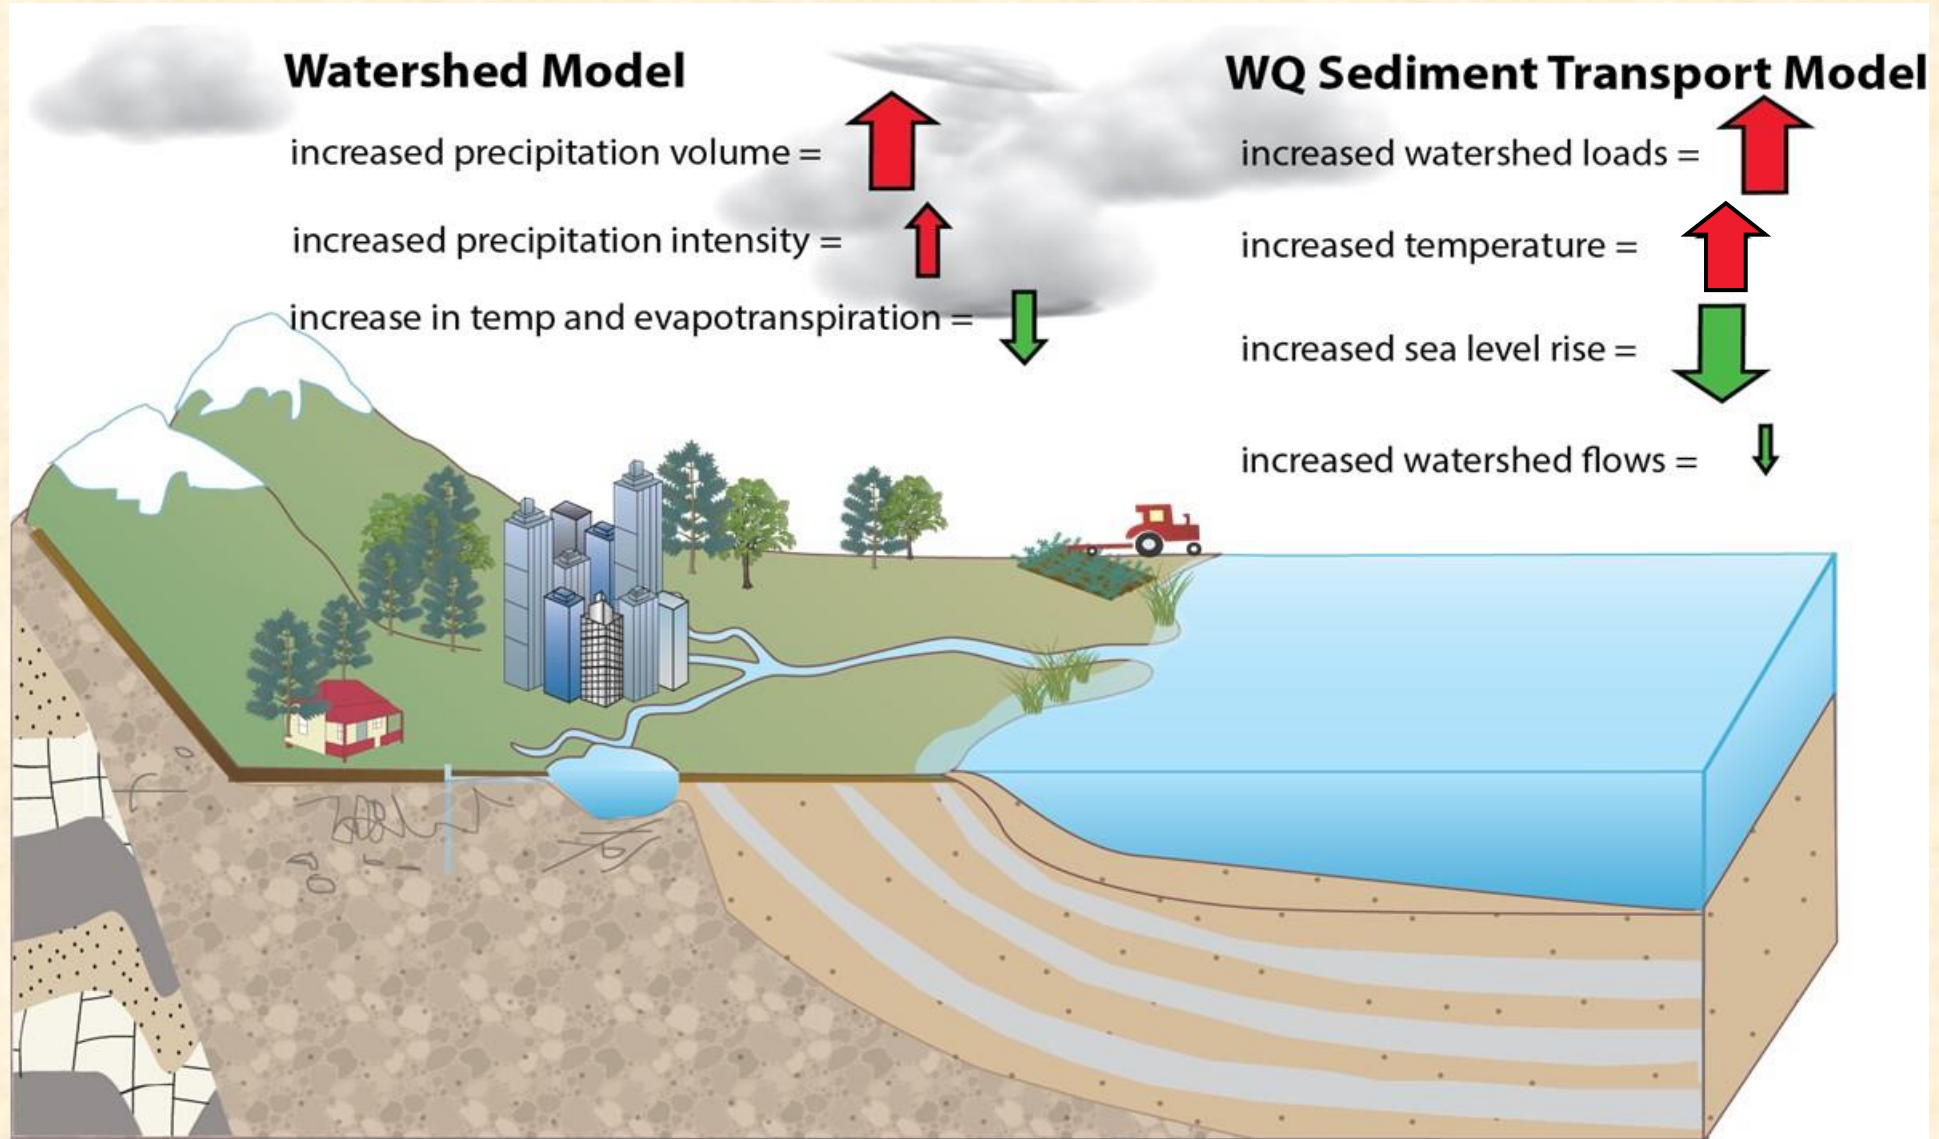 Watershed Model
increased precipitation volume =
increased precipitation intensity =
increase in temp and evapotranspiration =
WQ Sediment Transport Model
increased watershed loads =
increased temperature =
increased sea level rise =
increased watershed flows =